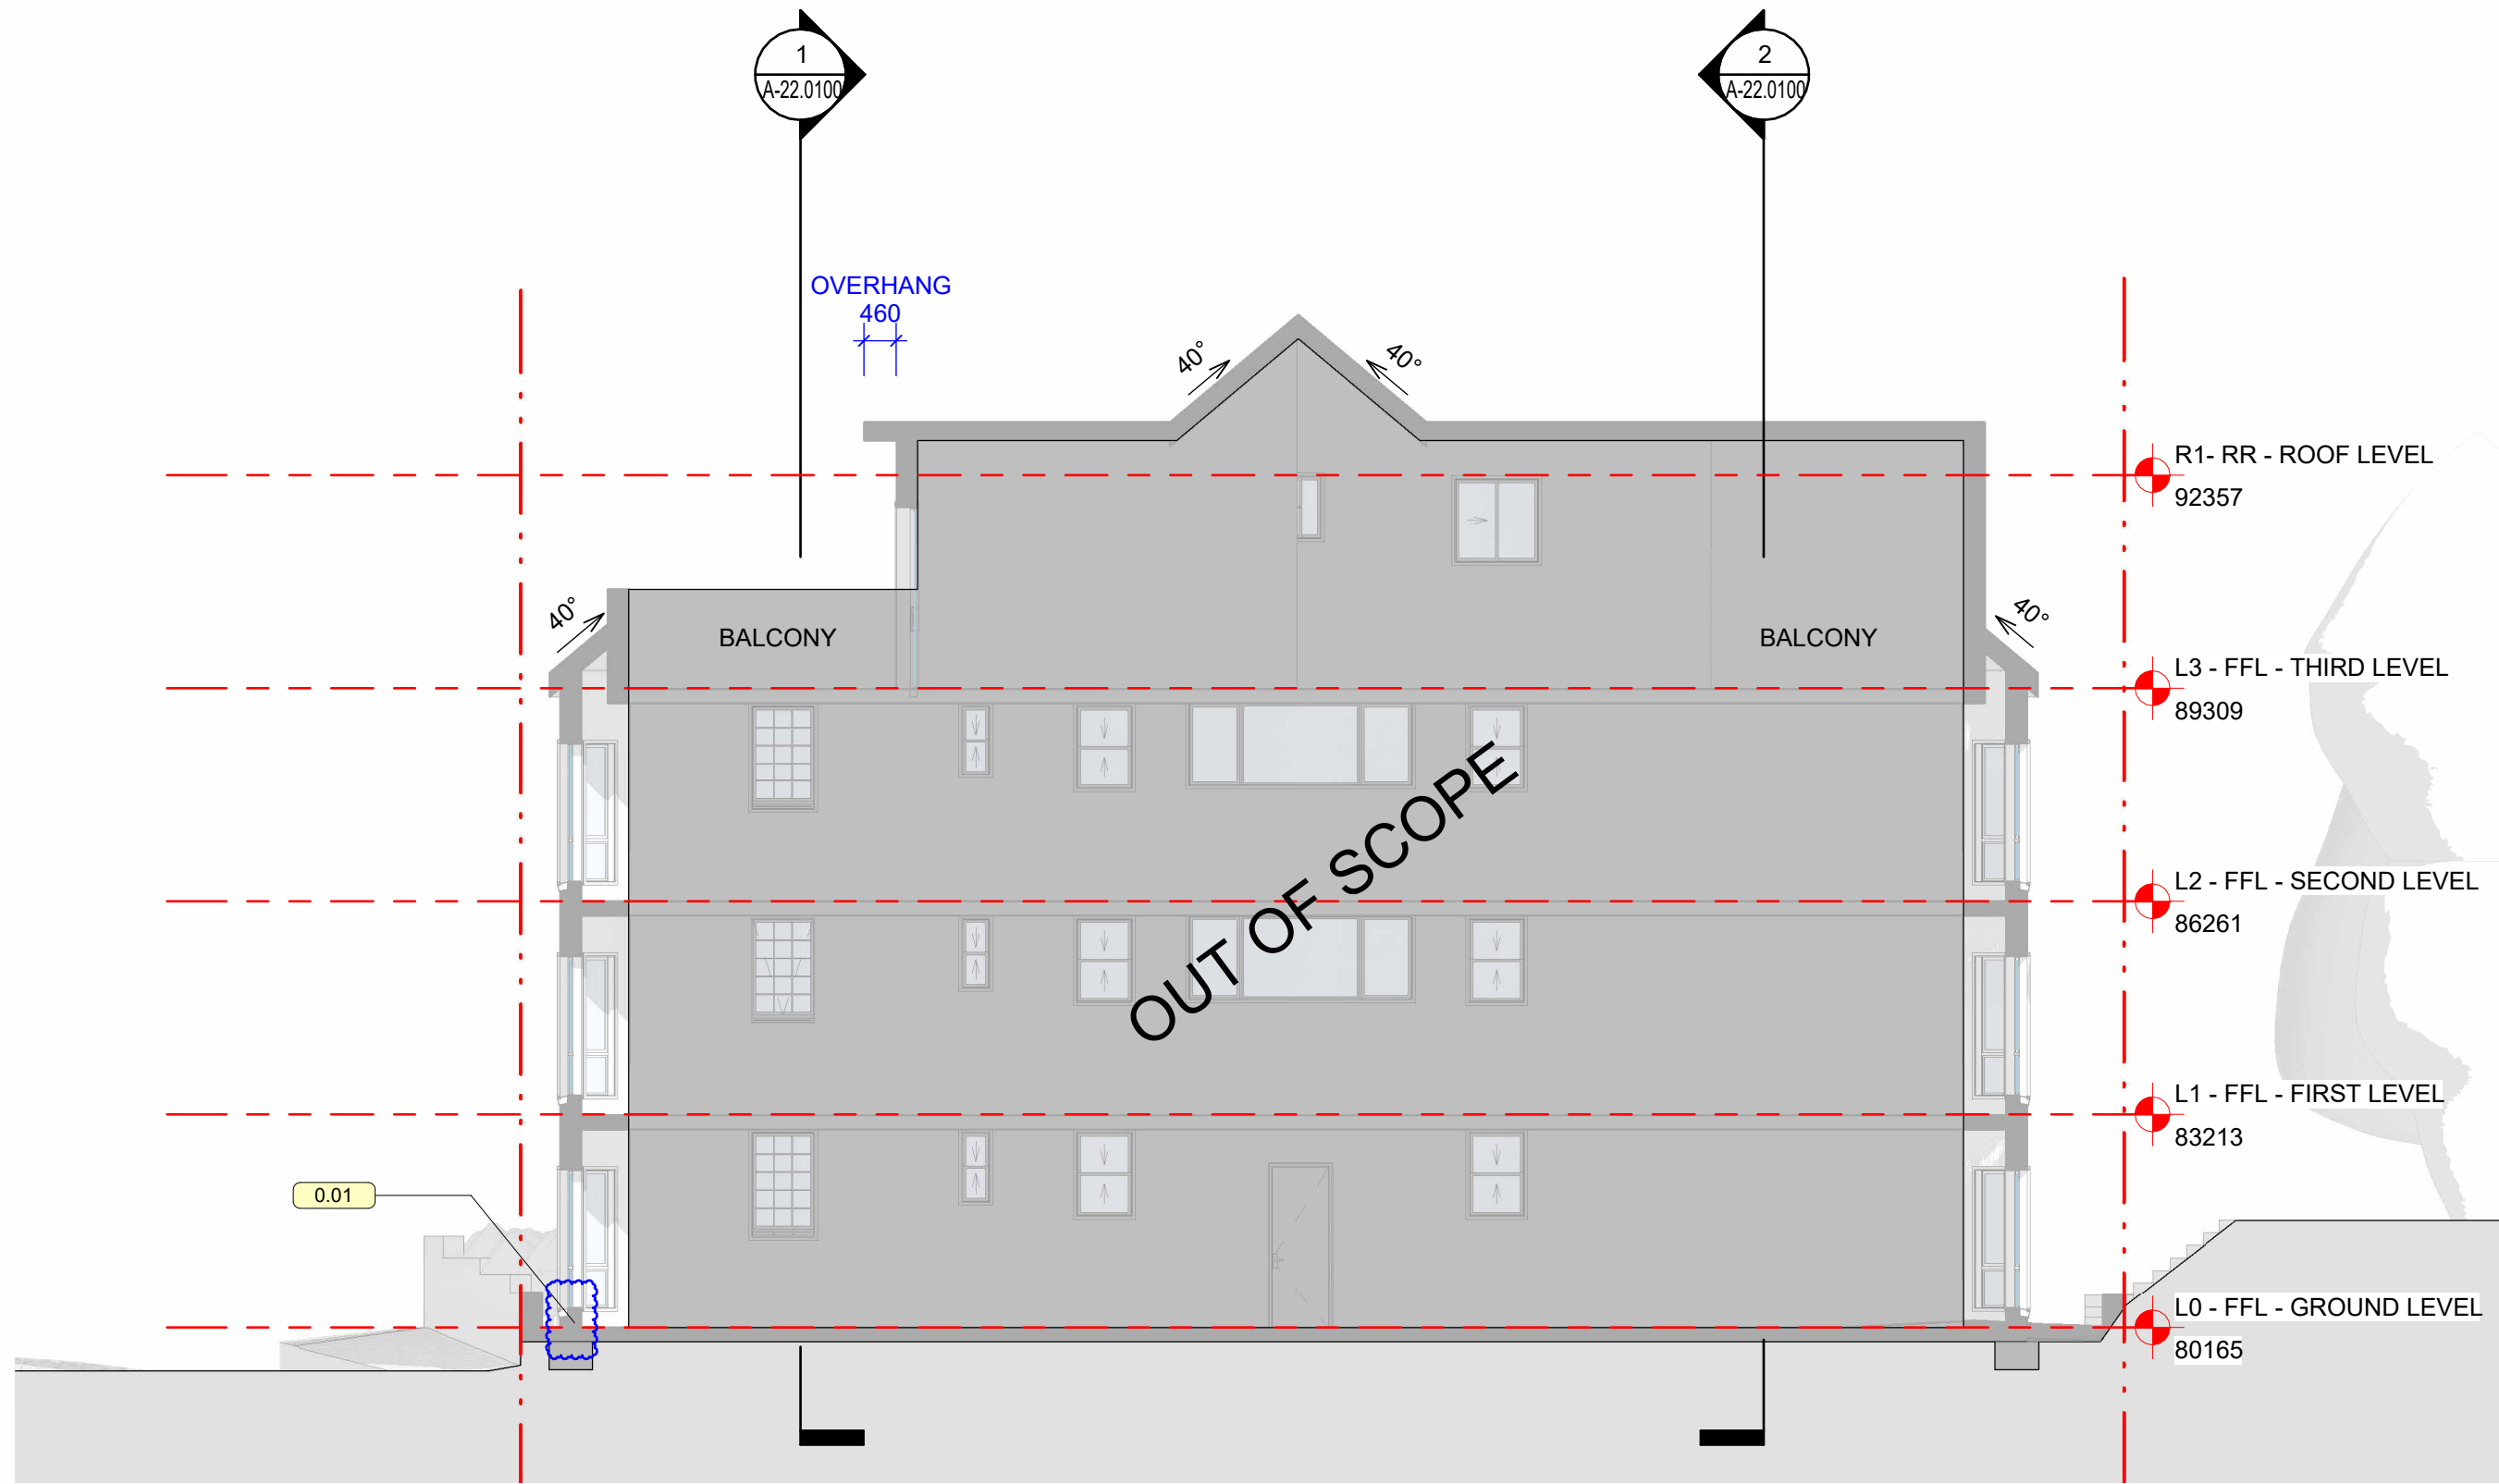 1
A-22.0100
2
A-22.0100
OVERHANG
460
40°
40°
R1- RR - ROOF LEVEL
92357
40°
40°
BALCONY
BALCONY
L3 - FFL - THIRD LEVEL
89309
OUT OF SCOPE
L2 - FFL - SECOND LEVEL
86261
L1 - FFL - FIRST LEVEL
83213
0.01
L0 - FFL - GROUND LEVEL
80165